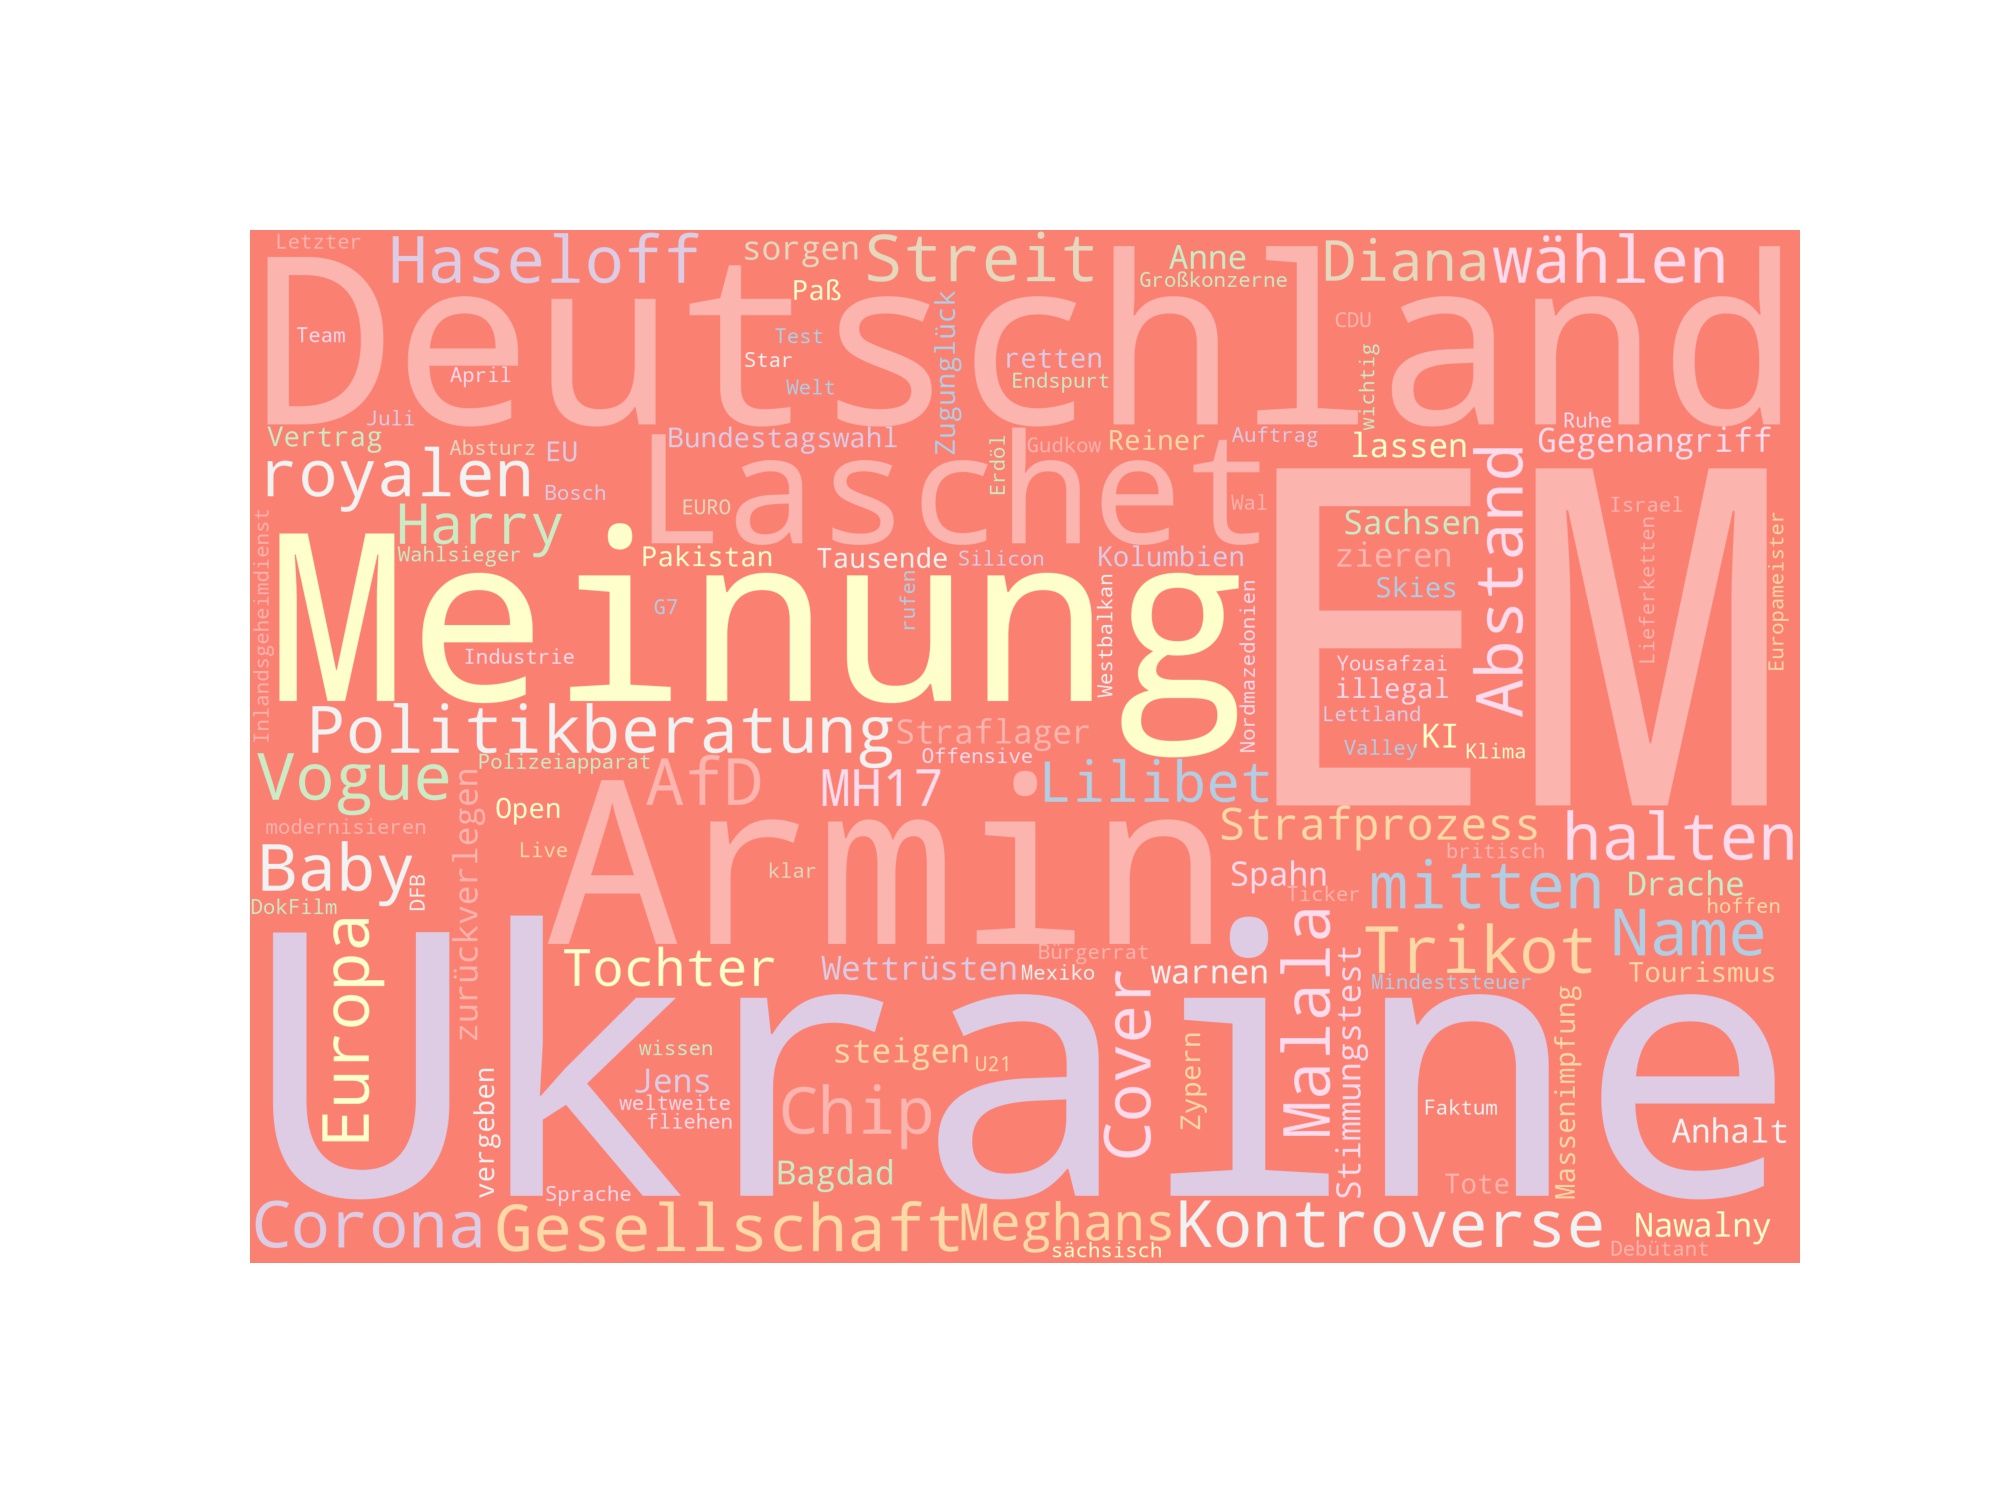 Letzter
Haseloff
sorgen
Streit
Anne
Großkonzerne
Diana
wählen
Deutschland
Paß
Team
Test
Star
Zugunglück
retten
CDU
April
Welt
Endspurt
wichtig
Juli
Ruhe
Vertrag
Absturz
EU
Bundestagswahl
Erdöl
Gudkow
Reiner
Auftrag
lassen
Gegenangriff
royalen
Laschet
Bosch
EURO
Wal
Abstand
Israel
Inlandsgeheimdienst
Harry
Sachsen
Lieferketten
Europameister
EM
Wahlsieger
Pakistan
Tausende
Silicon
Kolumbien
zieren
Meinung
rufen
Westbalkan
Nordmazedonien
Skies
G7
Industrie
Yousafzai
illegal
Politikberatung
Straflager
Lettland
Offensive
Valley
KI
Klima
Vogue
Polizeiapparat
AfD
MH17
Lilibet
zurückverlegen
Open
Armin
modernisieren
Strafprozess
halten
Live
britisch
Baby
klar
Spahn
mitten
Drache
DFB
Ticker
DokFilm
hoffen
Europa
Malala
Trikot
Name
Tochter
Wettrüsten
Bürgerrat
Mexiko
Cover
warnen
Stimmungstest
Mindeststeuer
Tourismus
Ukraine
Massenimpfung
wissen
steigen
U21
Zypern
Jens
vergeben
weltweite
fliehen
Chip
Faktum
Anhalt
Bagdad
Sprache
Tote
Corona
Gesellschaft
Meghans
Kontroverse
Nawalny
sächsisch
Debütant